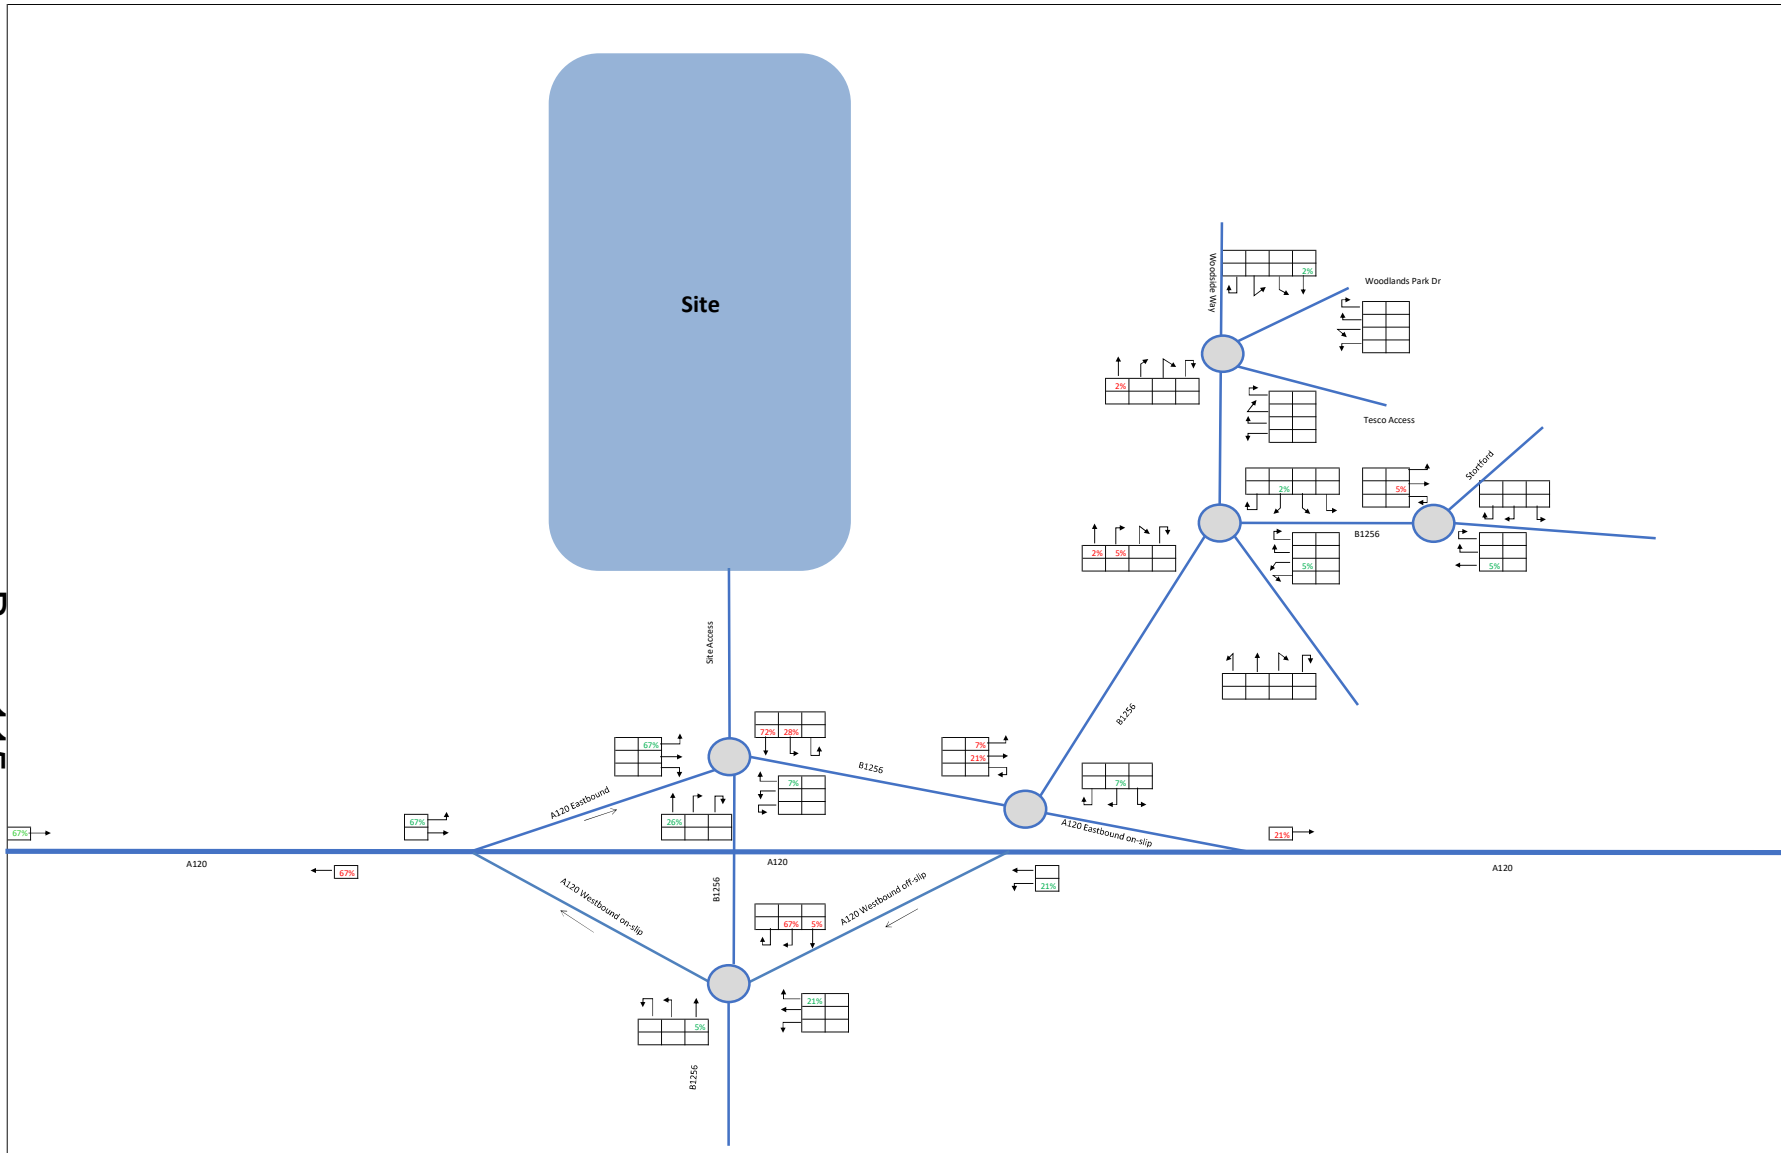 Site
Woodside Way
2%
Woodlands Park Dr
2%
Tesco Access
Stortford
2%
5%
B1256
2% 5%
5%
5%
Site Access
72% 28%
67%
7%
21%
B1256
B1256
7%
7%
A120 Eastbound
26%
67%
67%
A120 Eastbound on-slip
21%
A120
A120
A120
67%
21%
A120 Westbound on-slip
B1256
A120 Westbound off-slip
67% 5%
21%
5%
B1256